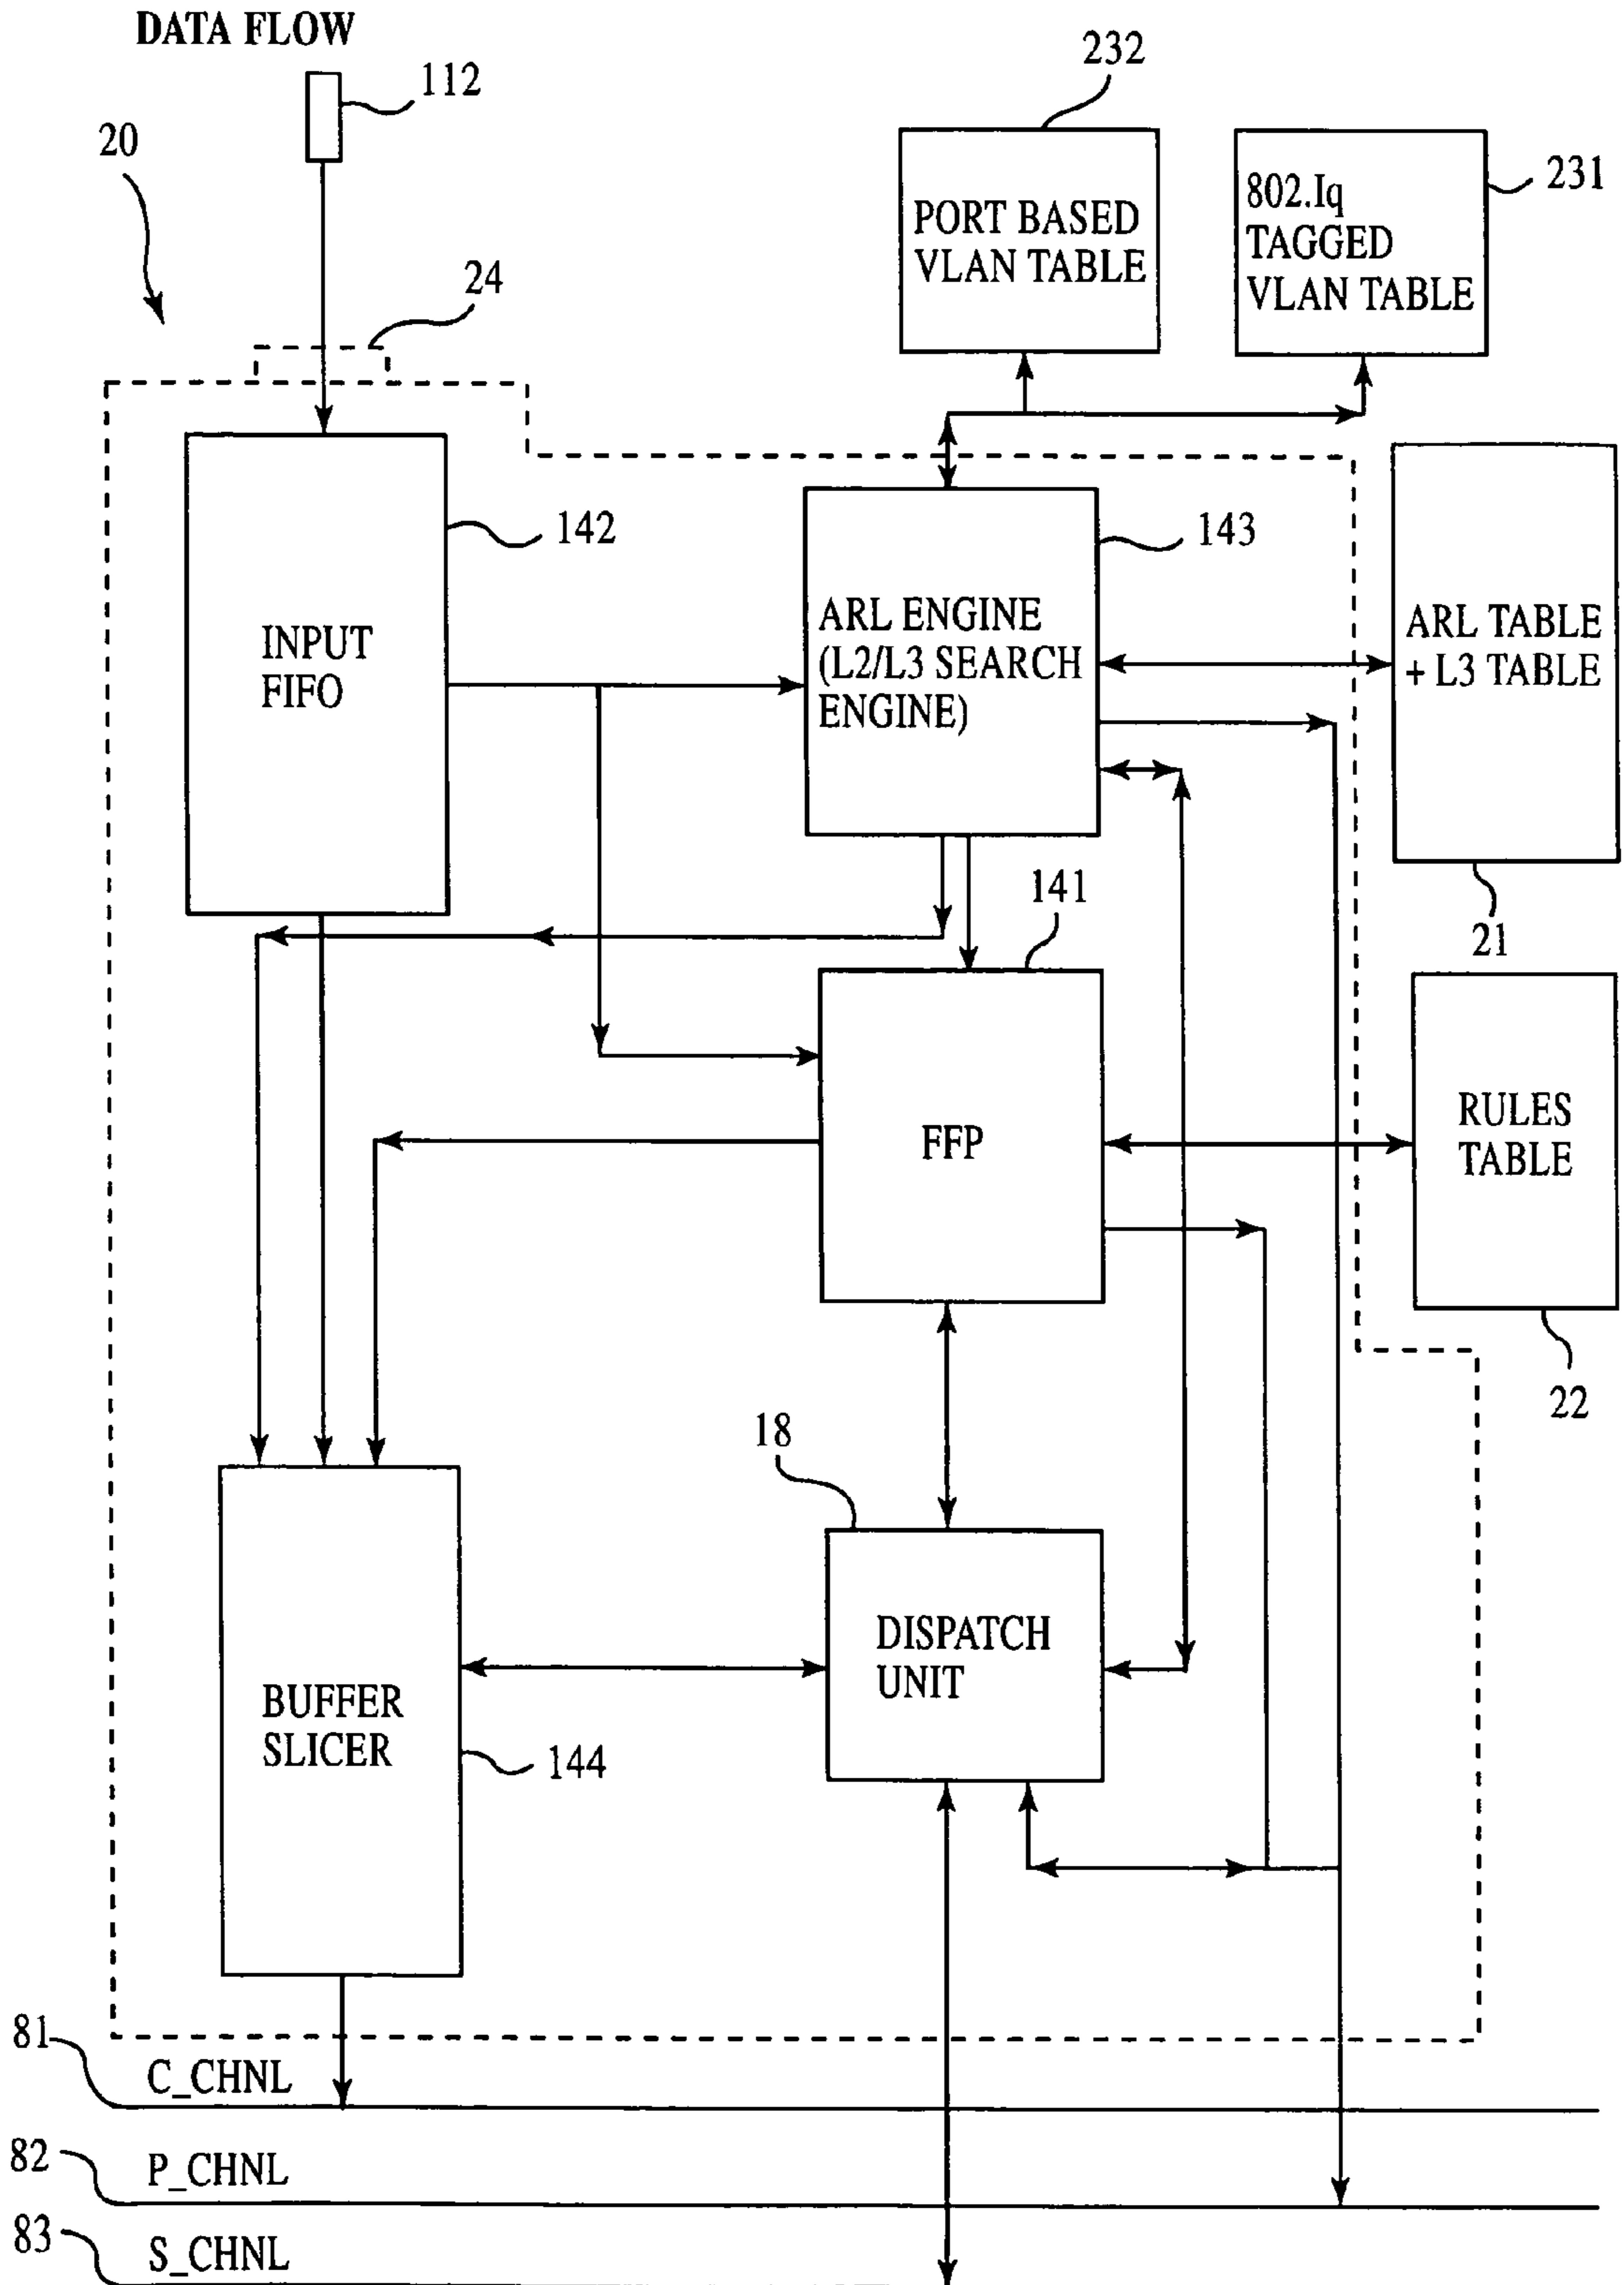 DATA FLOW
112
20
24
232
231
PORT BASED
VLAN TABLE
802.Iq
TAGGED
VLAN TABLE
INPUT
FIFO
142
ARL ENGINE
(L2/L3 SEARCH
ENGINE)
143
ARL TABLE
+ L3 TABLE
21
141
FFP
RULES
TABLE
22
18
DISPATCH
UNIT
BUFFER
SLICER
144
81
C_CHNL
82
P_CHNL
83
S_CHNL